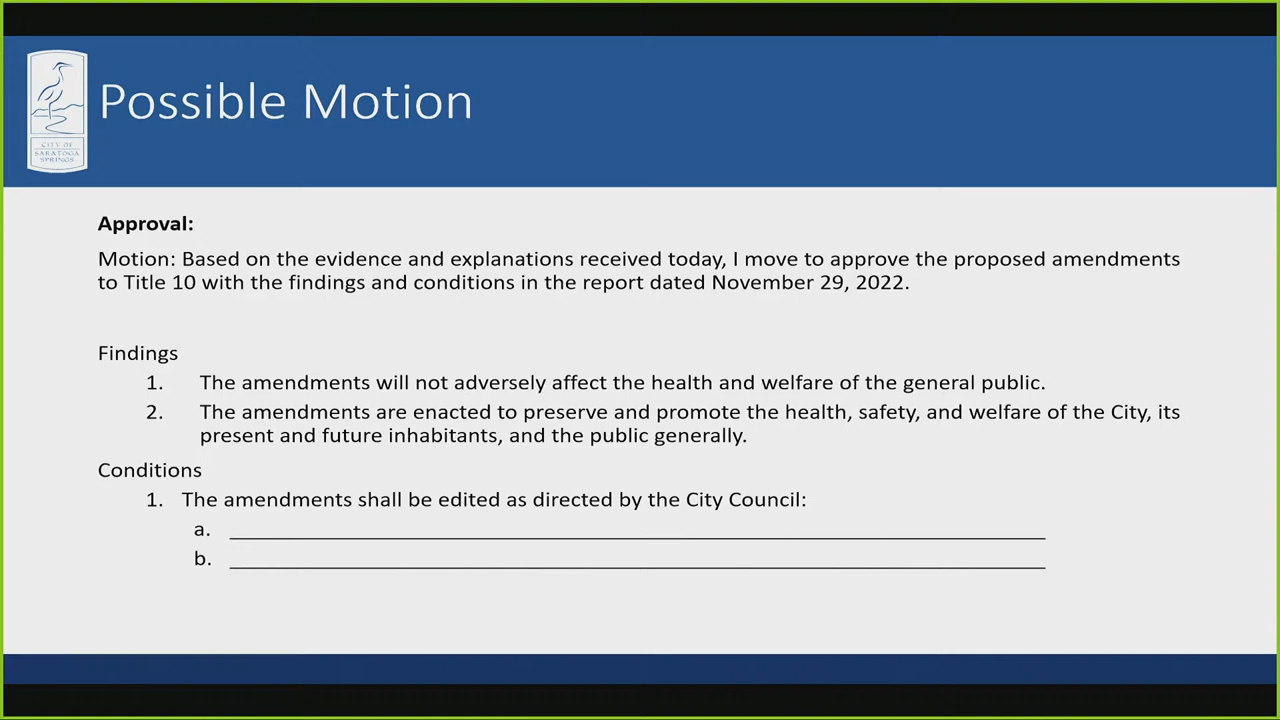 Possible Motion
CITY OF
SARATOGA
SPRINGS
Approval:
Motion: Based on the evidence and explanations received today, I move to approve the proposed amendments
to Title 10 with the findings and conditions in the report dated November 29, 2022.
Findings
1. The amendments will not adversely affect the health and welfare of the general public.
2. The amendments are enacted to preserve and promote the health, safety, and welfare of the City, its
present and future inhabitants, and the public generally.
Conditions
1. The amendments shall be edited as directed by the City Council:
a.
b.